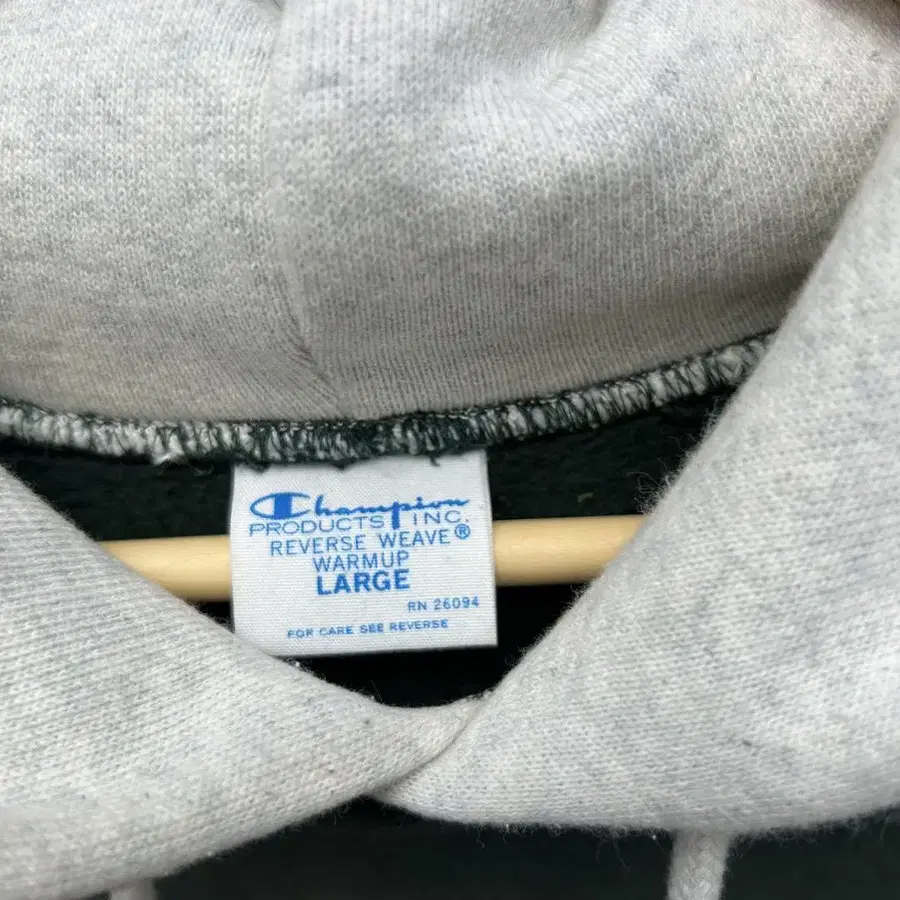 Champion
PRODUCTS INC.
REVERSE WEAVE®
WARMUP
LARGE
RN 26094
FOR CARE SEE REVERSE